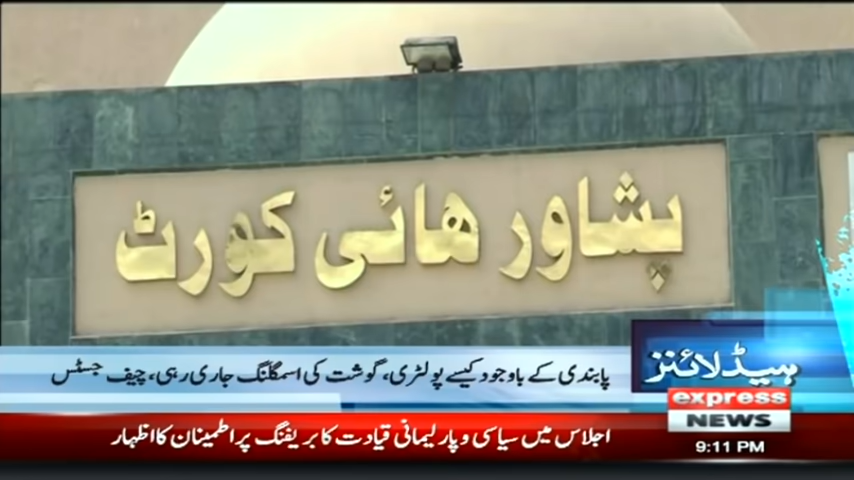 پشاور هائی کورٹ
ہیڈلائنز
پابندی کے باوجود کیسے پولٹری، گوشت کی اسمگلنگ جاری رہی، چیف جسٹس
express
NEWS
اجلاس میں سیاسی و پارلیمانی قیادت کا بریفنگ پر اطمینان کا اظہار
9:11 PM